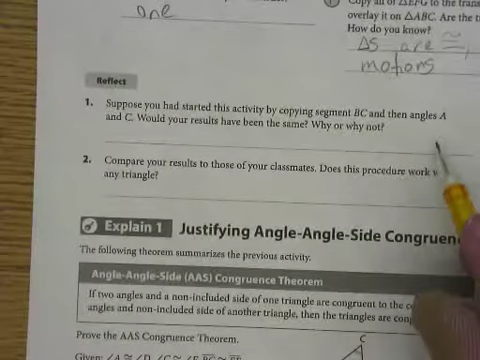 one
Copy all of △EFG to the
overlay it on △ABC. Are the
How do you know?
△s are ≅,
motions
Reflect
1. Suppose you had started this activity by copying segment BC and then angles A
and C. Would your results have been the same? Why or why not?
2. Compare your results to those of your classmates. Does this procedure work
any triangle?
Explain 1 Justifying Angle-Angle-Side
The following theorem summarizes the previous activity.
Angle-Angle-Side (AAS) Congruence Theorem
If two angles and a non-included side of one triangle are congruent to the
angles and non-included side of another triangle, then the triangles are
Prove the AAS Congruence Theorem.
C
Given: ∠A ≅ ∠D, ∠C ≅ ∠F, BC ≅ EF